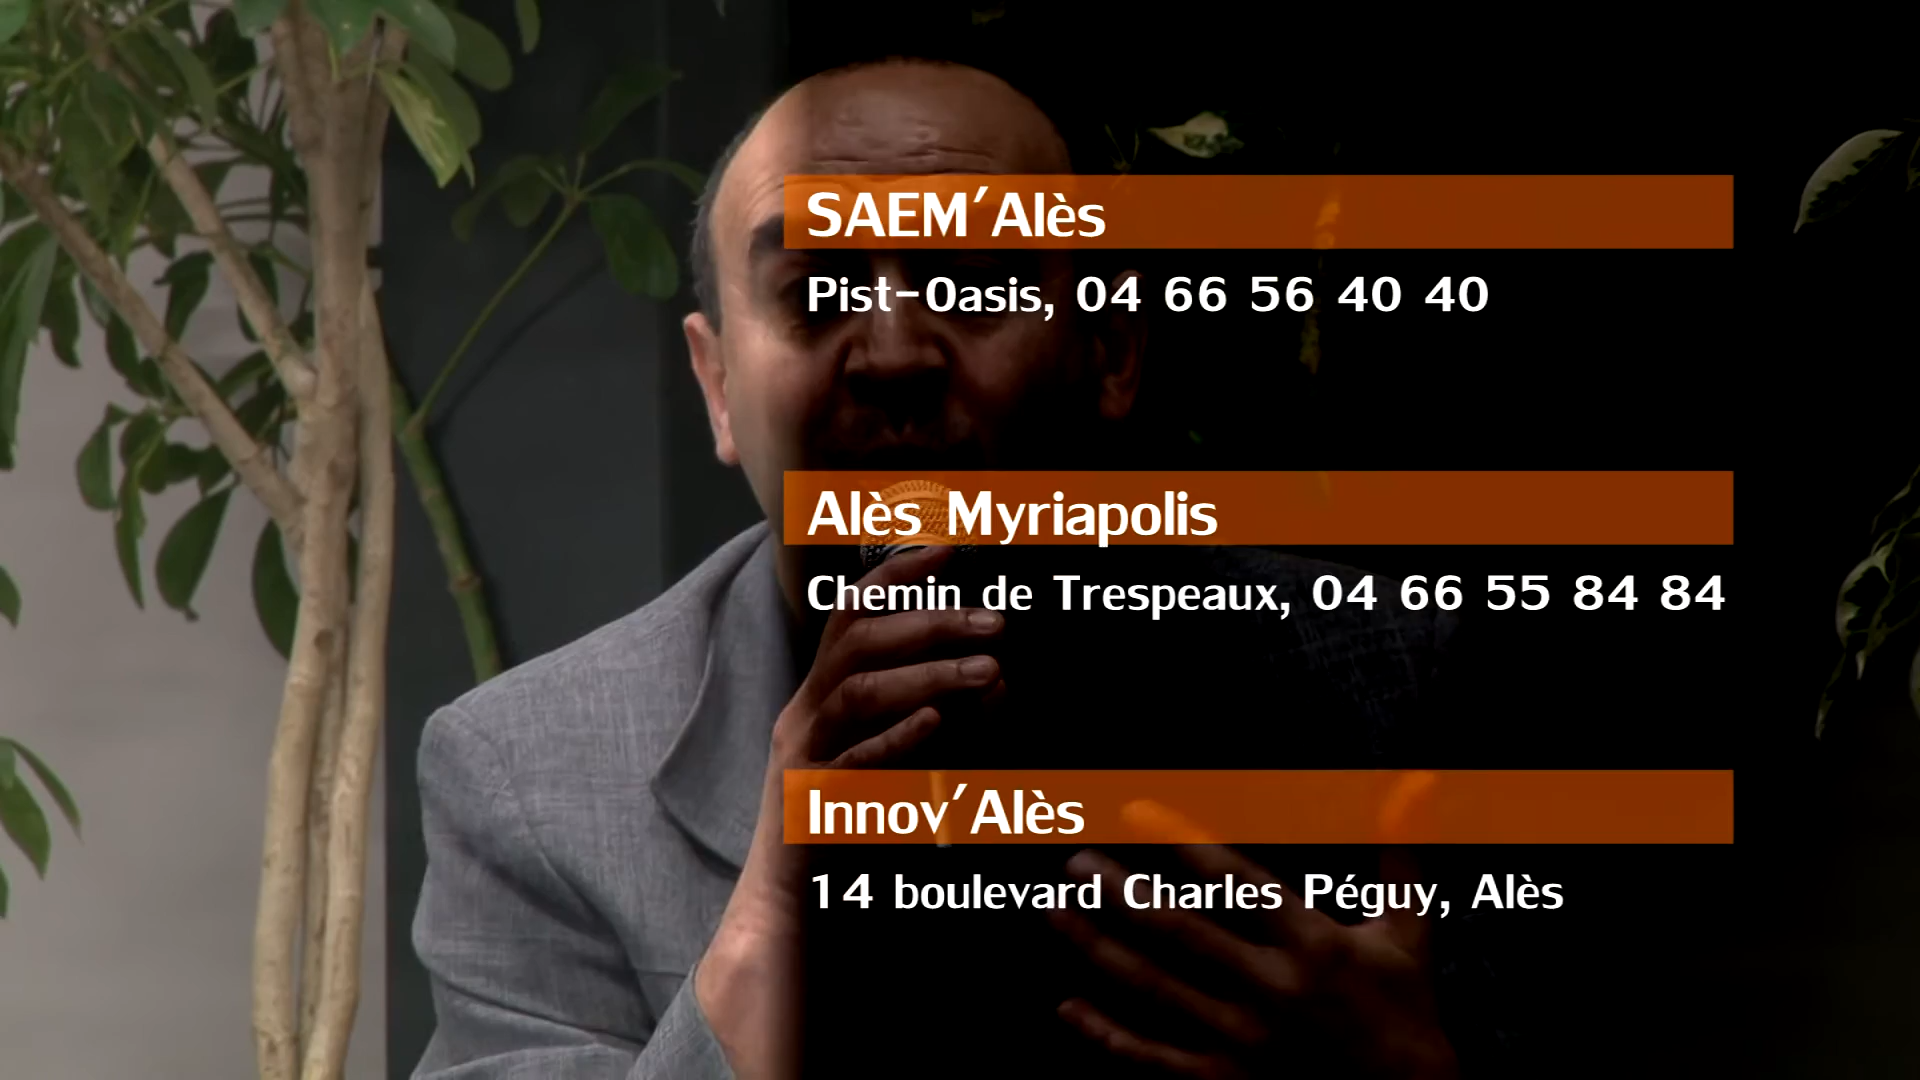 SAEM'Alès
Pist-Oasis, 04 66 56 40 40
Alès Myriapolis
Chemin de Trespeaux, 04 66 55 84 84
Innov'Alès
14 boulevard Charles Péguy, Alès